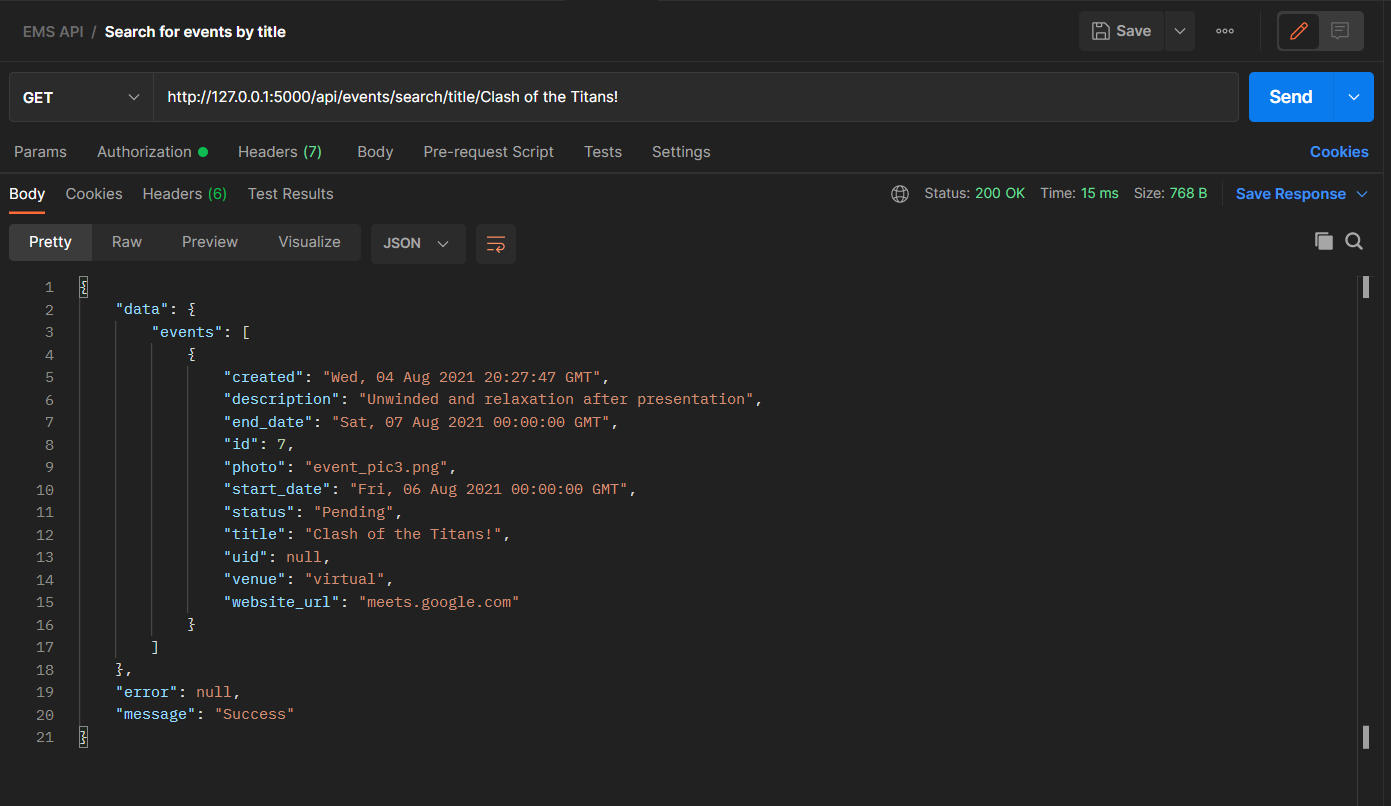 EMS API / Search for events by title
Save
GET http://127.0.0.1:5000/api/events/search/title/Clash of the Titans! Send
Params Authorization Headers (7) Body Pre-request Script Tests Settings Cookies
Body Cookies Headers (6) Test Results Status: 200 OK Time: 15 ms Size: 768 B Save Response
Pretty Raw Preview Visualize JSON
1 {
2 "data": {
3 "events": [
4 {
5 "created": "Wed, 04 Aug 2021 20:27:47 GMT",
6 "description": "Unwinded and relaxation after presentation",
7 "end_date": "Sat, 07 Aug 2021 00:00:00 GMT",
8 "id": 7,
9 "photo": "event_pic3.png",
10 "start_date": "Fri, 06 Aug 2021 00:00:00 GMT",
11 "status": "Pending",
12 "title": "Clash of the Titans!",
13 "uid": null,
14 "venue": "virtual",
15 "website_url": "meets.google.com"
16 }
17 ]
18 },
19 "error": null,
20 "message": "Success"
21 }